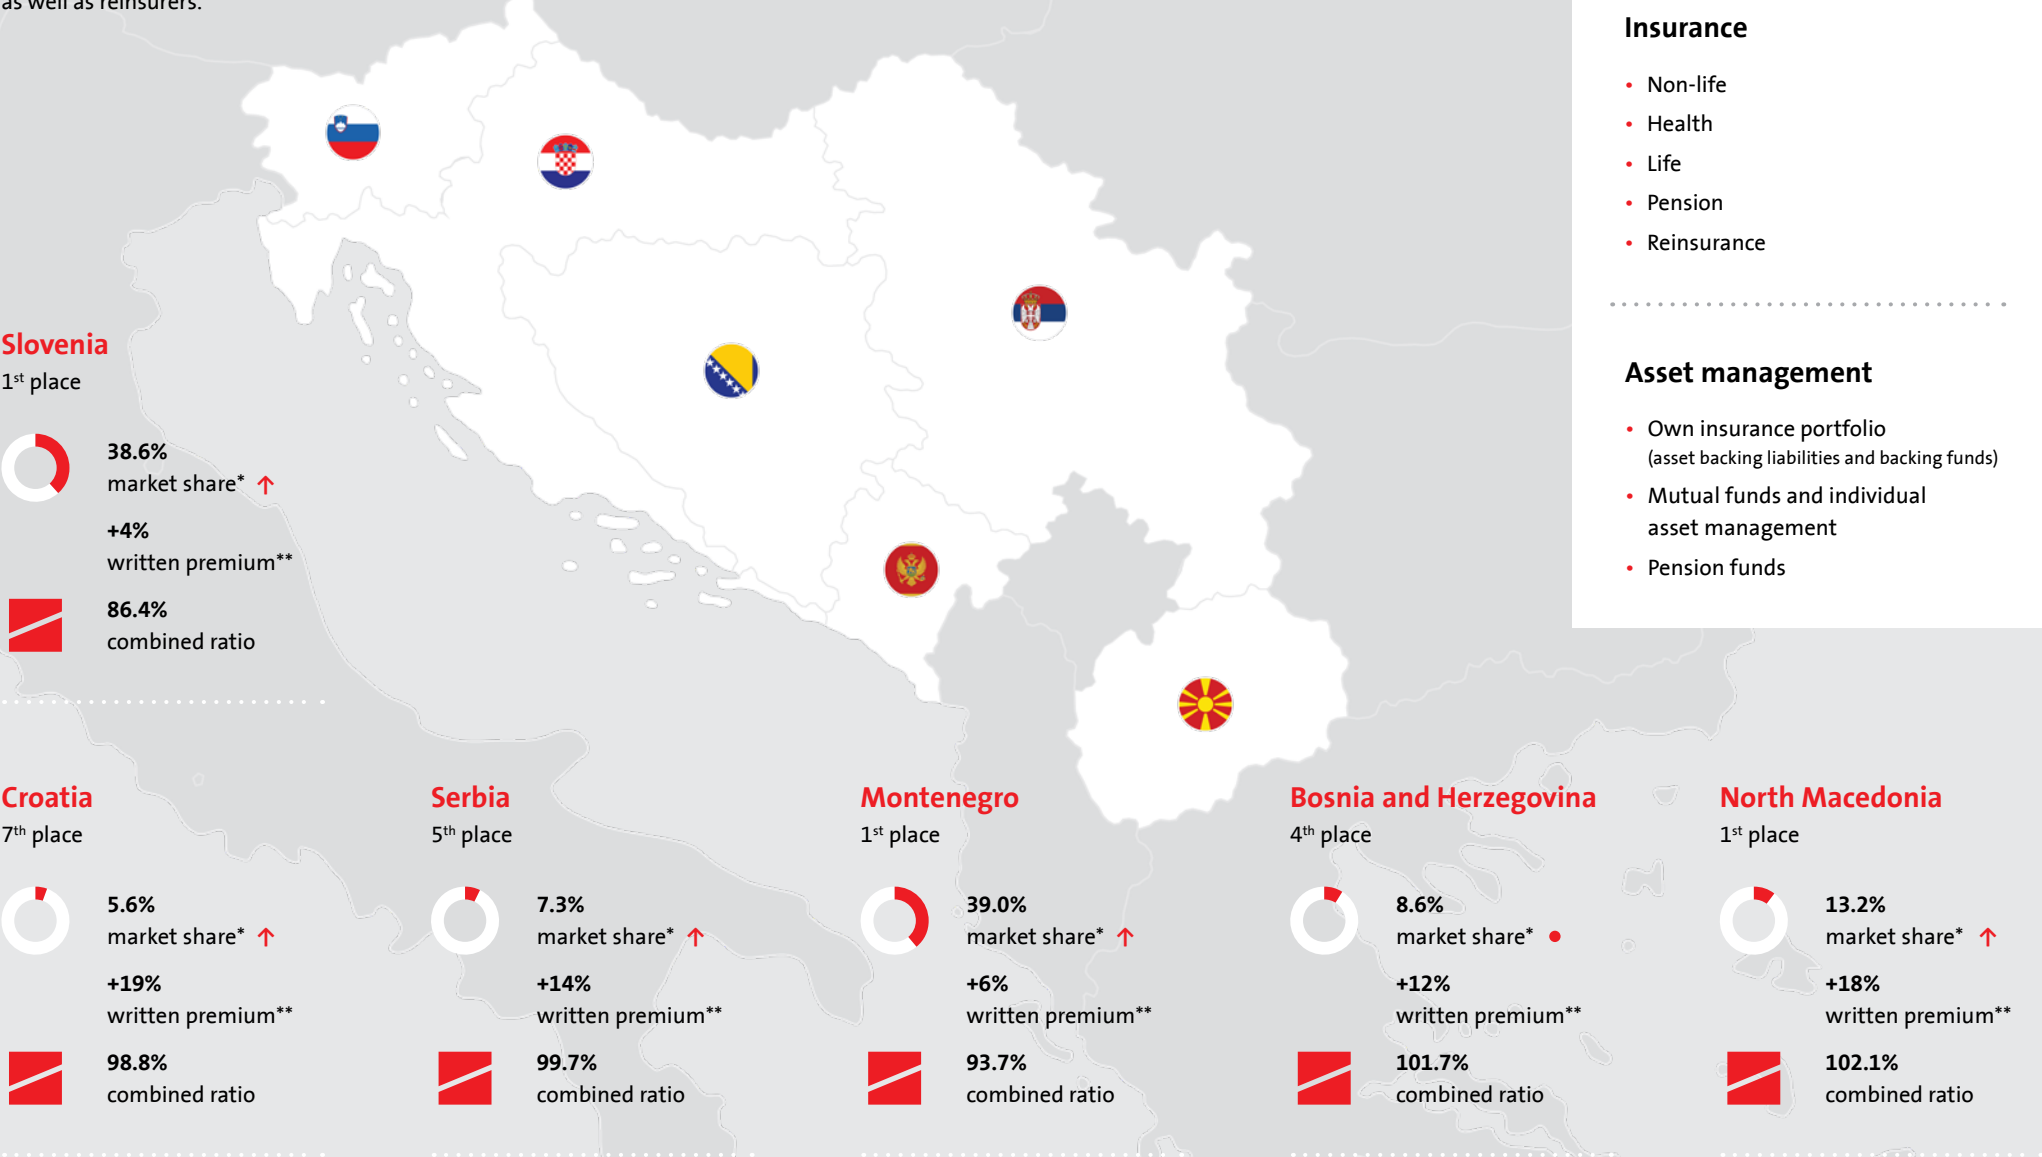 as well as reinsurers.
Insurance
• Non-life
• Health
• Life
• Pension
• Reinsurance
Asset management
• Own insurance portfolio
(asset backing liabilities and backing funds)
• Mutual funds and individual
asset management
• Pension funds
Slovenia
1st place
38.6%
market share* ↑
+4%
written premium**
86.4%
combined ratio
Croatia
7th place
5.6%
market share* ↑
+19%
written premium**
98.8%
combined ratio
Serbia
5th place
7.3%
market share* ↑
+14%
written premium**
99.7%
combined ratio
Montenegro
1st place
39.0%
market share* ↑
+6%
written premium**
93.7%
combined ratio
Bosnia and Herzegovina
4th place
8.6%
market share* •
+12%
written premium**
101.7%
combined ratio
North Macedonia
1st place
13.2%
market share* ↑
+18%
written premium**
102.1%
combined ratio